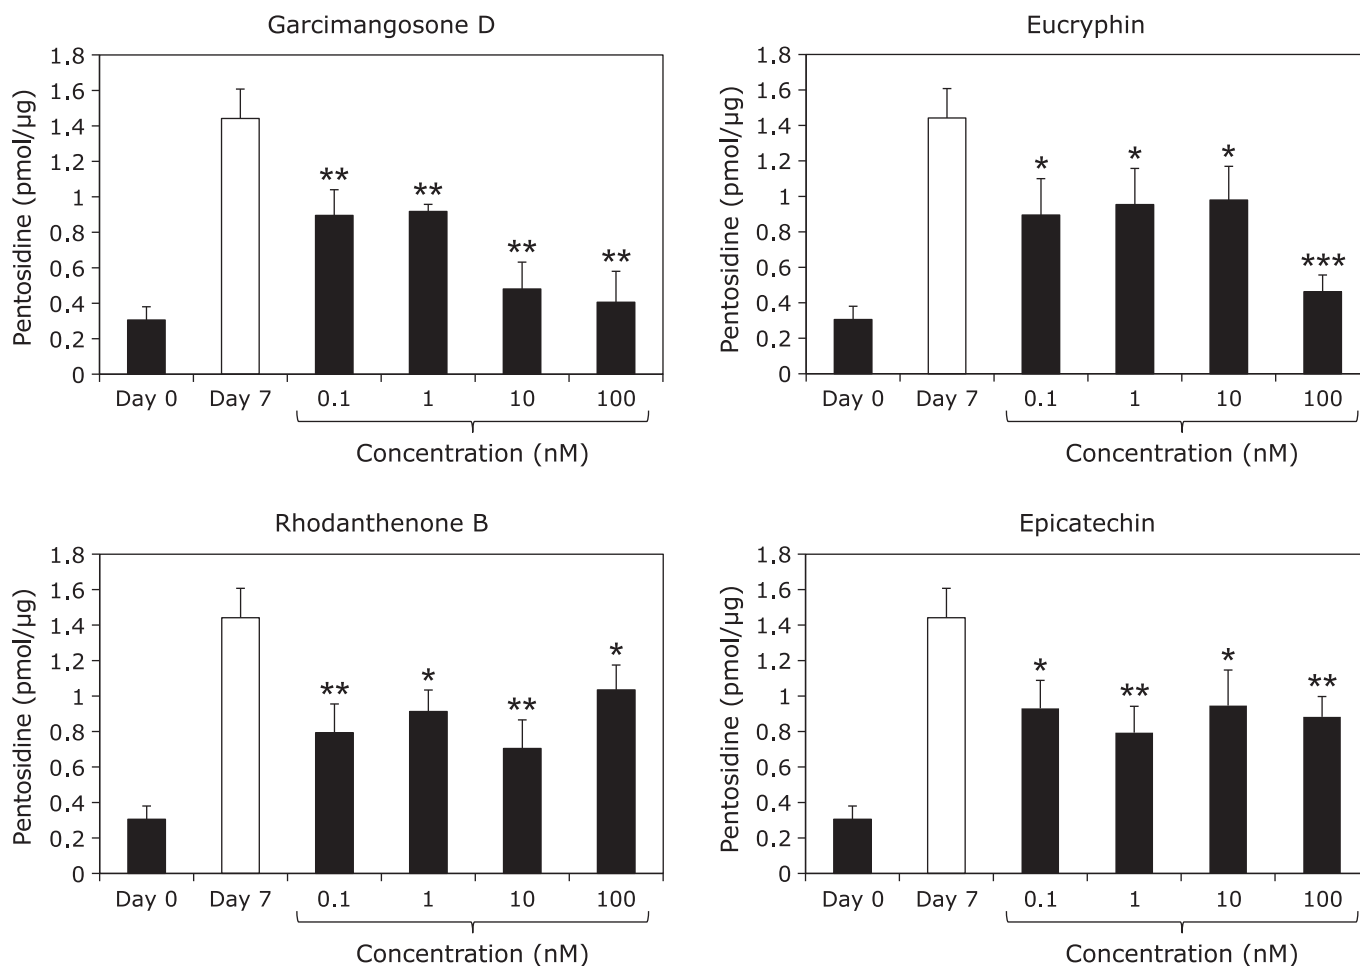 Garcimangosone D
Pentosidine (pmol/µg)
1.8
1.6
1.4
1.2
1
0.8
0.6
0.4
0.2
0
** ** ** **
Day 0 Day 7 0.1 1 10 100
Concentration (nM)
Eucryphin
Pentosidine (pmol/µg)
1.8
1.6
1.4
1.2
1
0.8
0.6
0.4
0.2
0
* * * ***
Day 0 Day 7 0.1 1 10 100
Concentration (nM)
Rhodanthenone B
Pentosidine (pmol/µg)
1.8
1.6
1.4
1.2
1
0.8
0.6
0.4
0.2
0
** * ** *
Day 0 Day 7 0.1 1 10 100
Concentration (nM)
Epicatechin
Pentosidine (pmol/µg)
1.8
1.6
1.4
1.2
1
0.8
0.6
0.4
0.2
0
* ** * **
Day 0 Day 7 0.1 1 10 100
Concentration (nM)